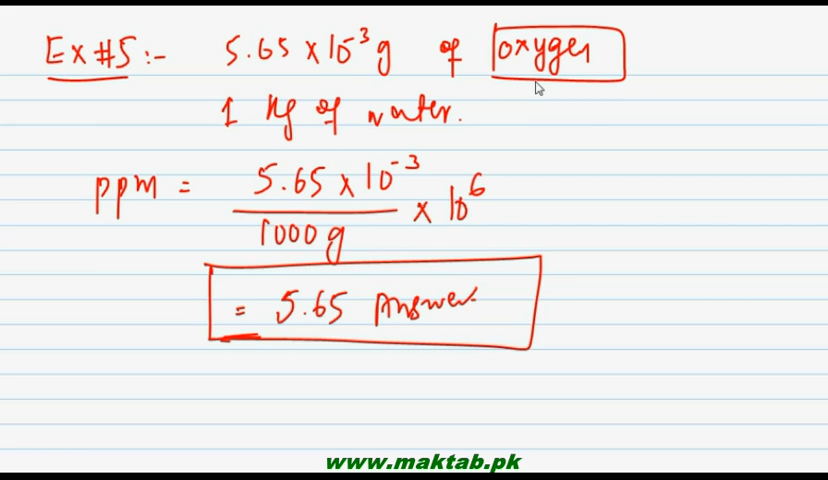 Ex #5 :- 5.65 × 10⁻³ g of oxygen
1 Kg of water.
ppm = 5.65 × 10⁻³ / 1000 g × 10⁶
= 5.65 Answer
www.maktab.pk